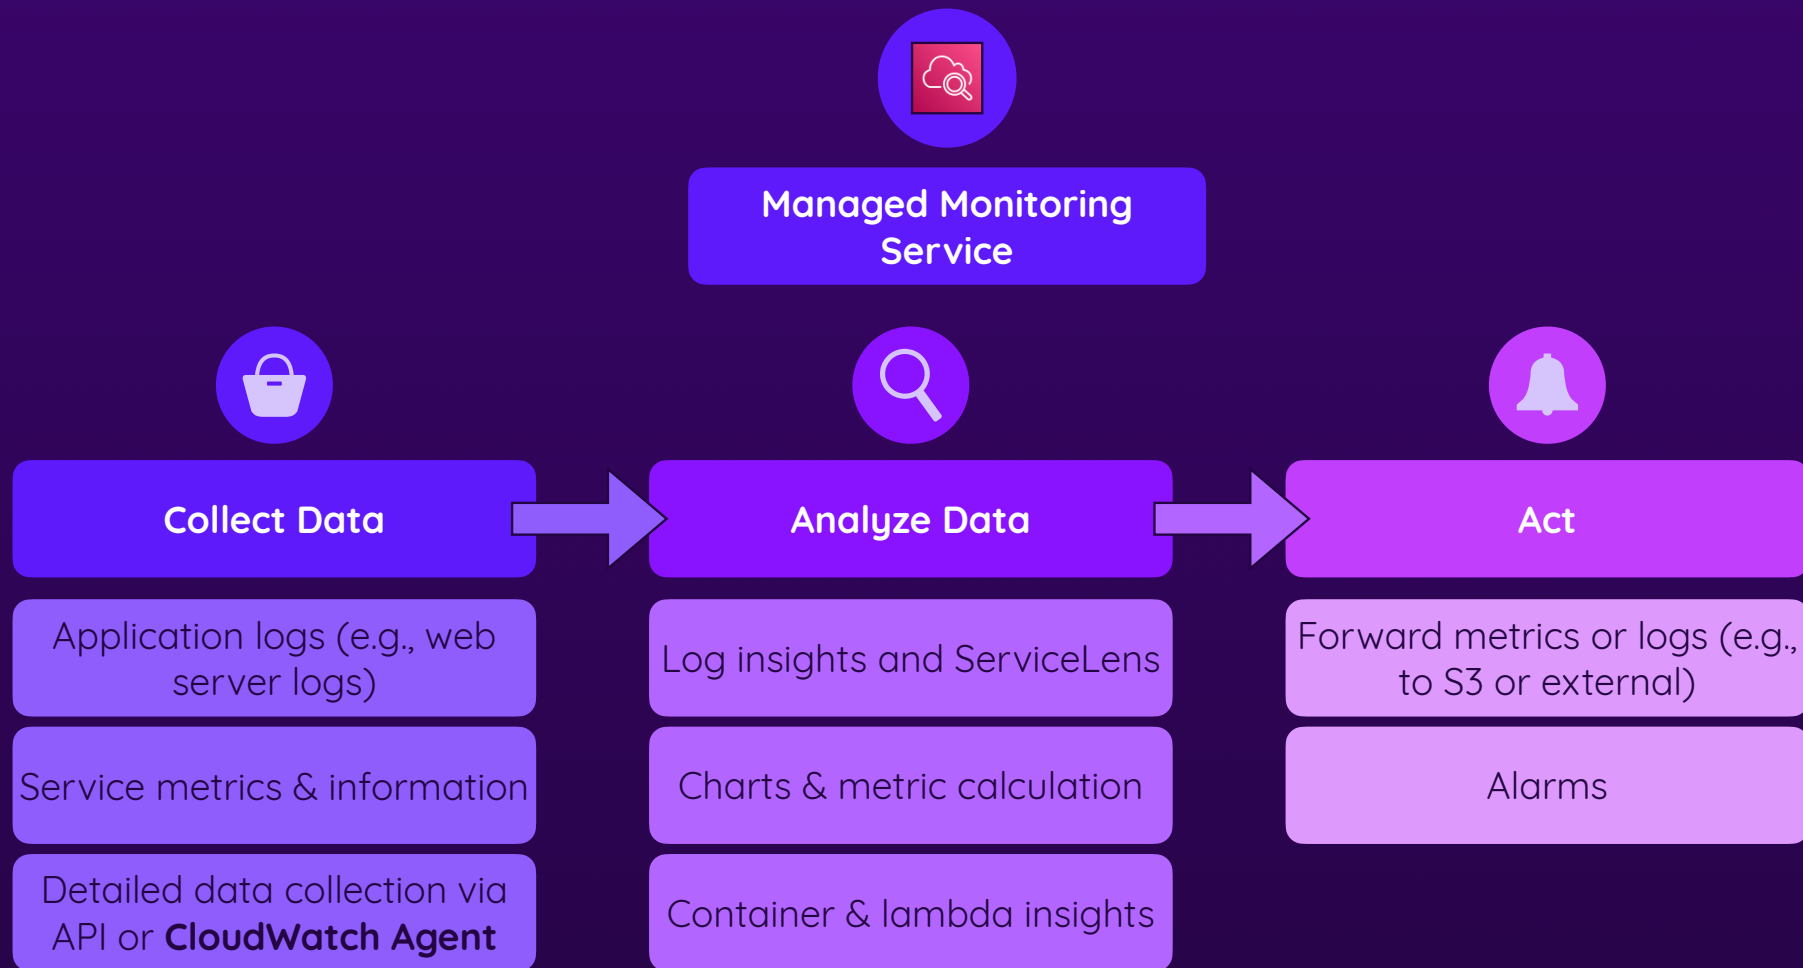 Managed Monitoring
Service
Collect Data
Analyze Data
Act
Application logs (e.g., web
server logs)
Log insights and ServiceLens
Forward metrics or logs (e.g.,
to S3 or external)
Service metrics & information
Charts & metric calculation
Alarms
Detailed data collection via
API or CloudWatch Agent
Container & lambda insights